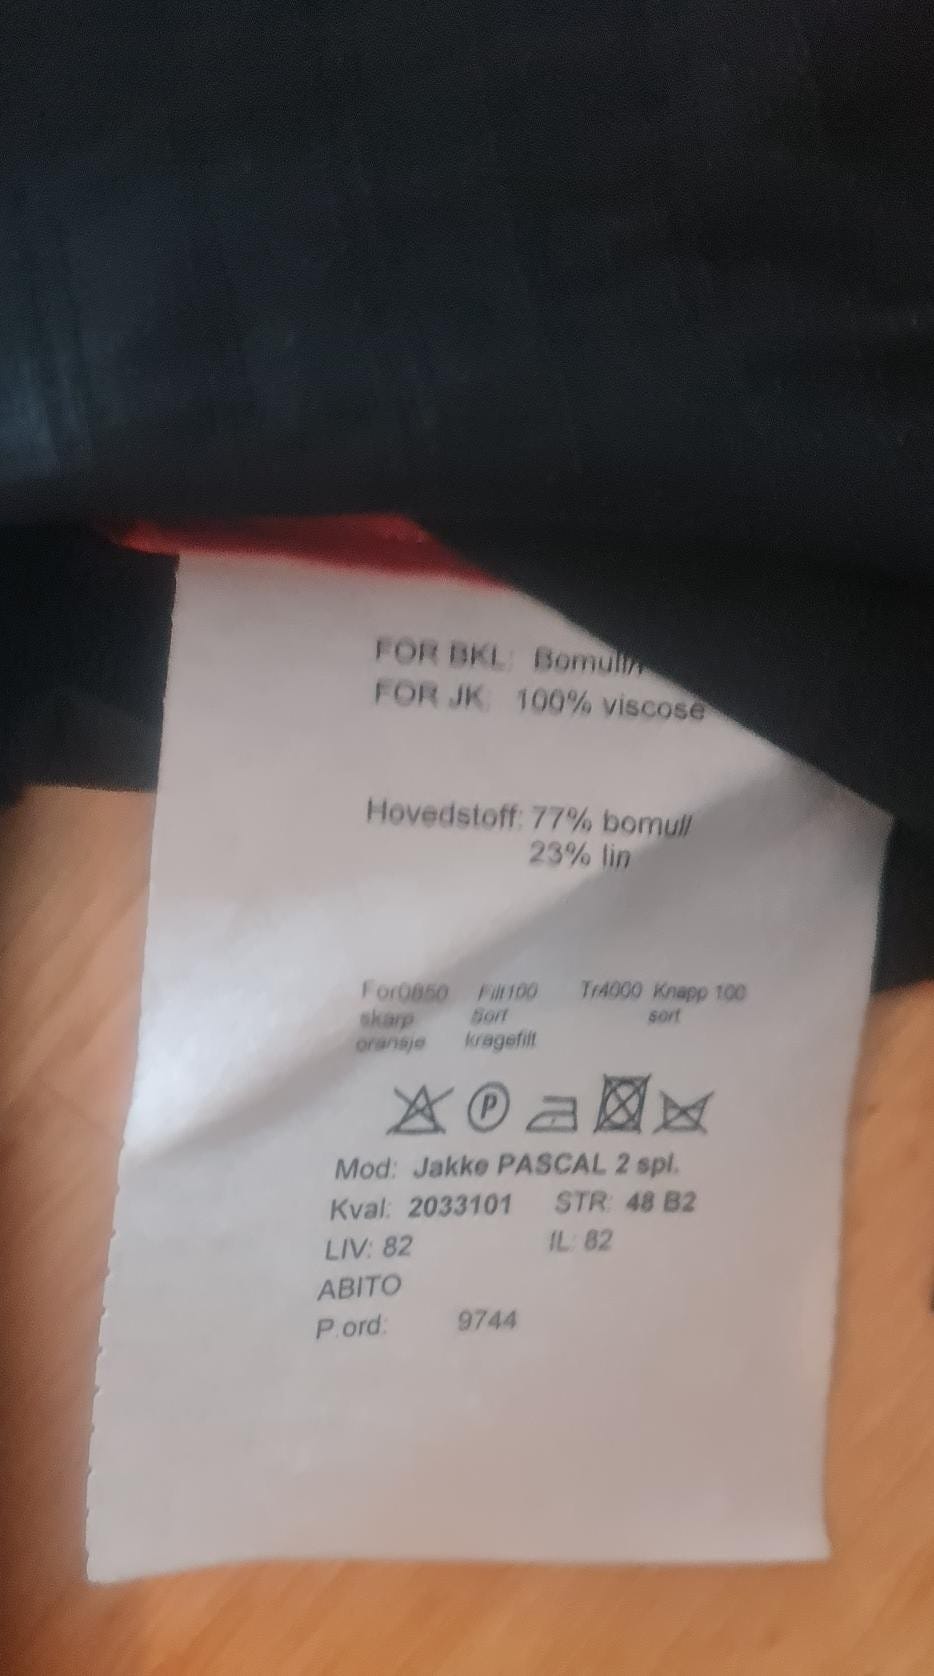 FOR BKL: Bomull/
FOR JK: 100% viscose
Hovedstoff: 77% bomull
23% lin
For0850 Filt100 Tr4000 Knapp 100
skarp Sort sort
oransje kragefilt
P
Mod: Jakke PASCAL 2 spl.
Kval: 2033101 STR: 48 B2
LIV: 82 IL: 82
ABITO
P.ord: 9744